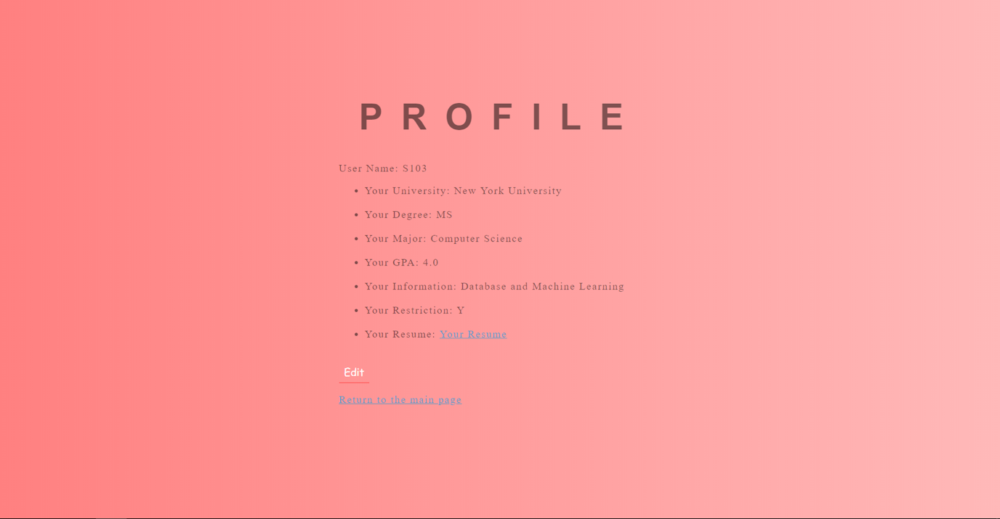 PROFILE
User Name: S103
Your University: New York University
Your Degree: MS
Your Major: Computer Science
Your GPA: 4.0
Your Information: Database and Machine Learning
Your Restriction: Y
Your Resume: Your Resume
Edit
Return to the main page